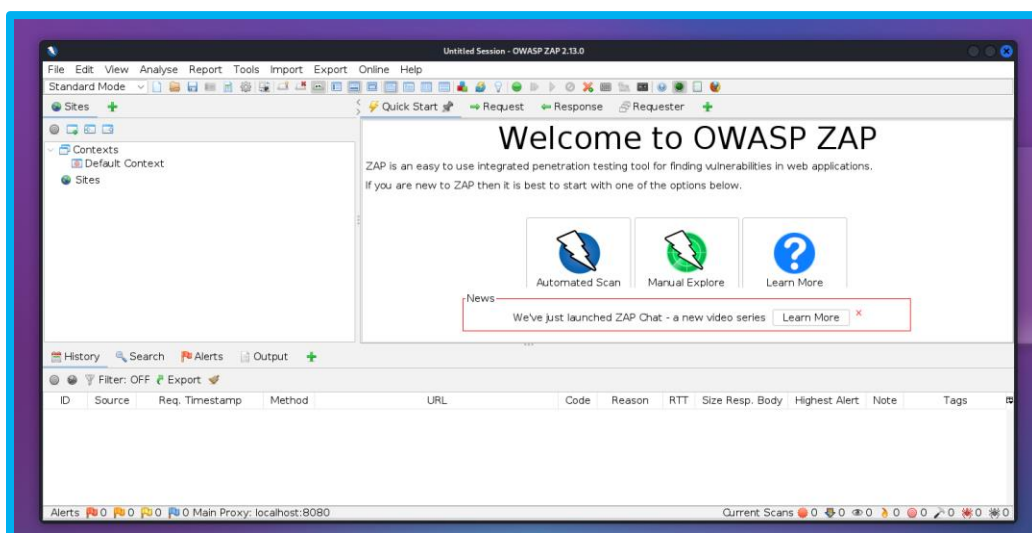 Untitled Session - OWASP ZAP 2.13.0
File Edit View Analyse Report Tools Import Export Online Help
Standard Mode
Sites
Quick Start Request Response Requester
Contexts
Default Context
Sites
Welcome to OWASP ZAP
ZAP is an easy to use integrated penetration testing tool for finding vulnerabilities in web applications.
If you are new to ZAP then it is best to start with one of the options below.
Automated Scan Manual Explore Learn More
News
We've just launched ZAP Chat - a new video series Learn More x
History Search Alerts Output
Filter: OFF Export
ID Source Req. Timestamp Method URL Code Reason RTT Size Resp. Body Highest Alert Note Tags
Alerts 0 0 0 0 Main Proxy: localhost:8080 Current Scans 0 0 0 0 0 0 0 0